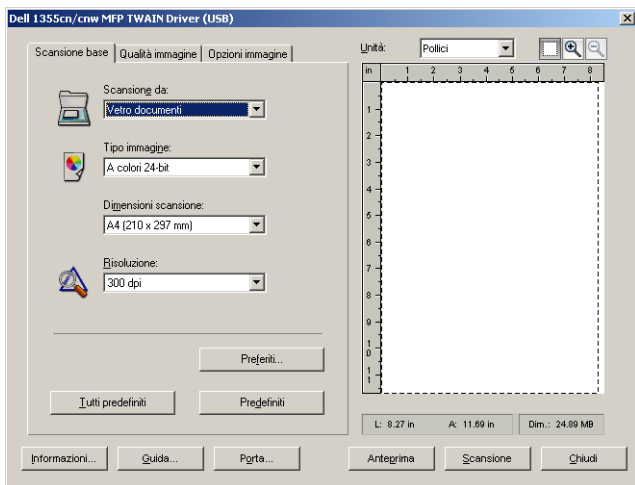 Dell 1355cn/cnw MFP TWAIN Driver (USB)
Scansione base
Qualità immagine
Opzioni immagine
Scansione da:
Vetro documenti
Tipo immagine:
A colori 24-bit
Dimensioni scansione:
A4 (210 x 297 mm)
Risoluzione:
300 dpi
Preferiti...
Tutti predefiniti
Predefiniti
Unità:
Pollici
in
1 2 3 4 5 6 7 8
1
2
3
4
5
6
7
8
9
10
11
L: 8.27 in A: 11.69 in Dim.: 24.89 MB
Informazioni...
Guida...
Porta...
Anteprima
Scansione
Chiudi